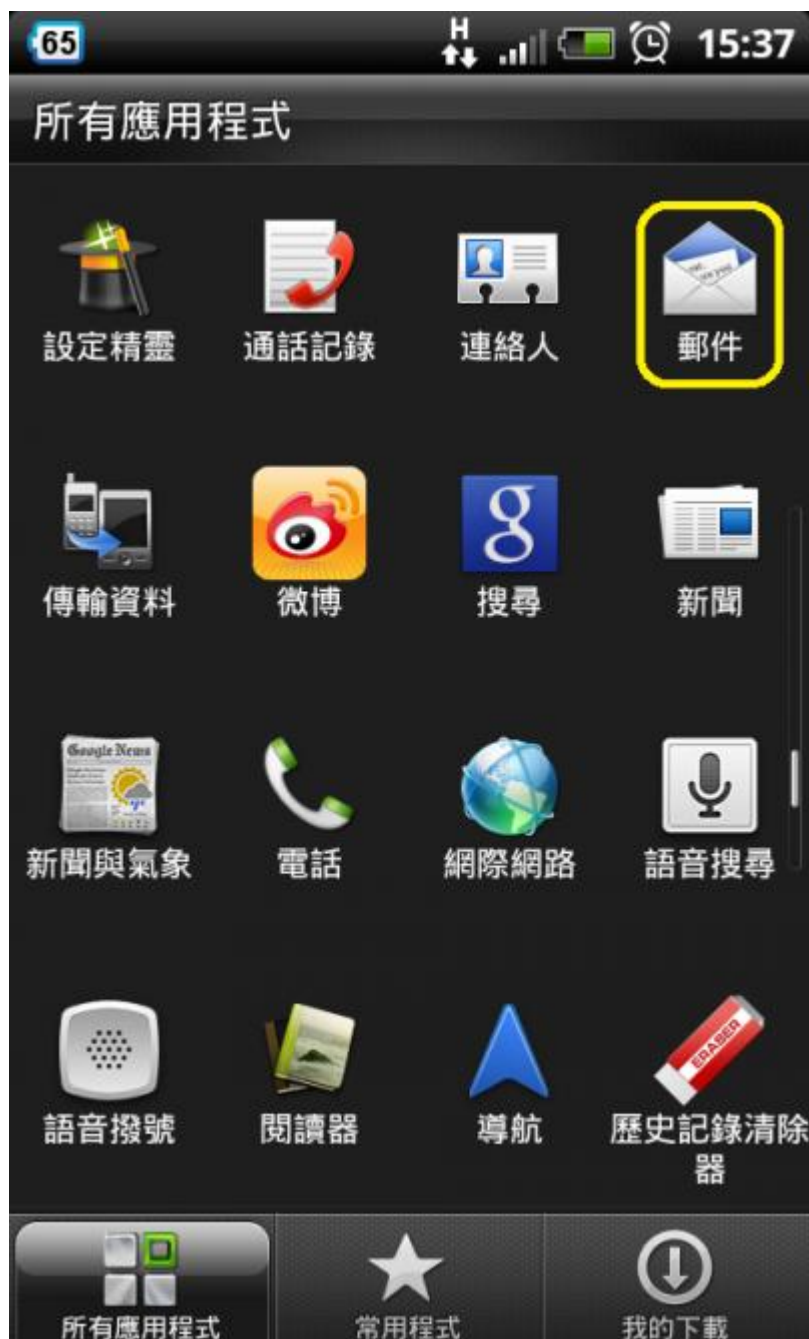 65
H
15:37
所有應用程式
設定精靈
通話記錄
連絡人
郵件
傳輸資料
微博
g
搜尋
新聞
Google News
新聞與氣象
電話
網際網路
語音搜尋
語音撥號
閱讀器
導航
ERASER
歷史記錄清除
器
所有應用程式
常用程式
我的下載